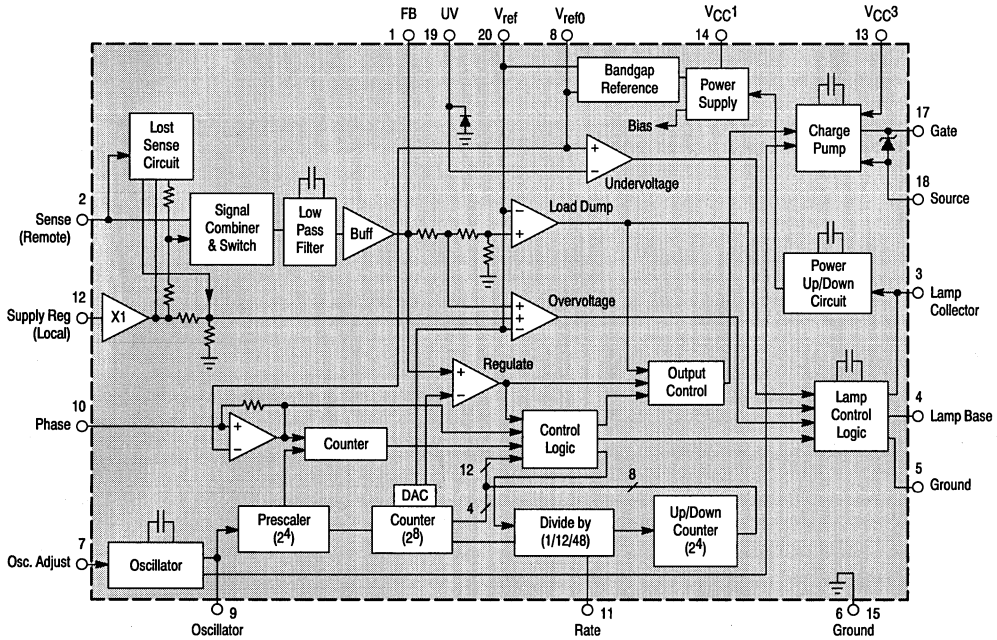 FB UV Vref Vref0 VCC1 VCC3
1 19 20 8 14 13
Bandgap
Reference
Power
Supply
Bias
Charge
Pump
17
Gate
18
Source
Lost
Sense
Circuit
Undervoltage
2
Sense
(Remote)
Signal
Combiner
& Switch
Low
Pass
Filter
Buff
Load Dump
Power
Up/Down
Circuit
3
Lamp
Collector
12
Supply Reg
(Local)
X1
Overvoltage
Regulate
Output
Control
Lamp
Control
Logic
4
Lamp Base
10
Phase
Counter
Control
Logic
12
8
5
Ground
DAC
4
Prescaler
(2⁴)
Counter
(2⁸)
Divide by
(1/12/48)
Up/Down
Counter
(2⁴)
7
Osc. Adjust
Oscillator
9
Oscillator
11
Rate
6 15
Ground